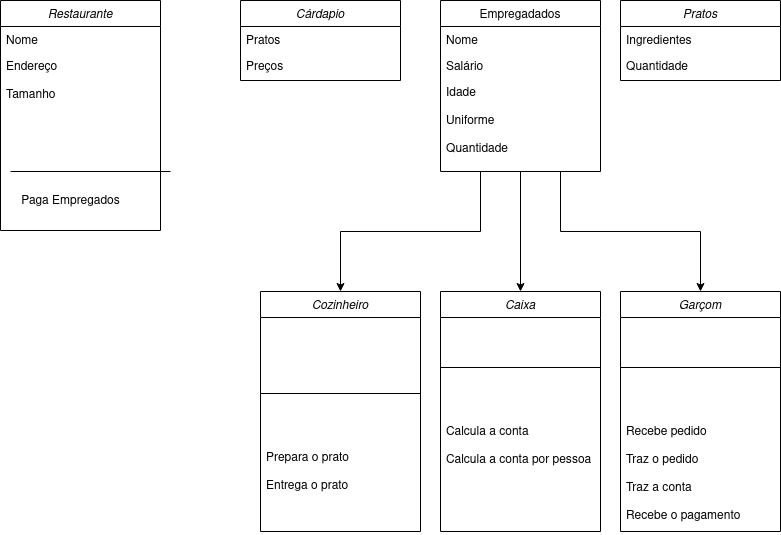 Restaurante
Nome
Endereço
Tamanho
Paga Empregados
Cárdapio
Pratos
Preços
Empregadados
Nome
Salário
Idade
Uniforme
Quantidade
Pratos
Ingredientes
Quantidade
Cozinheiro
Prepara o prato
Entrega o prato
Caixa
Calcula a conta
Calcula a conta por pessoa
Garçom
Recebe pedido
Traz o pedido
Traz a conta
Recebe o pagamento